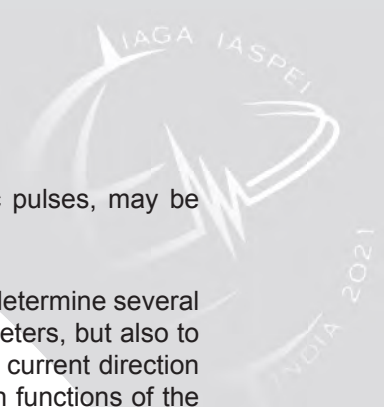 IAGA IASPEI
INDIA 2021
c pulses, may be
determine several
eters, but also to
current direction
n functions of the